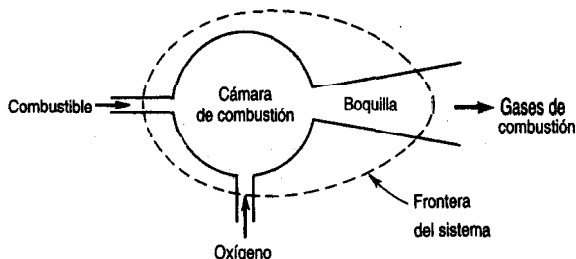 Combustible
Cámara
de combustión
Boquilla
Gases de
combustión
Frontera
del sistema
Oxígeno